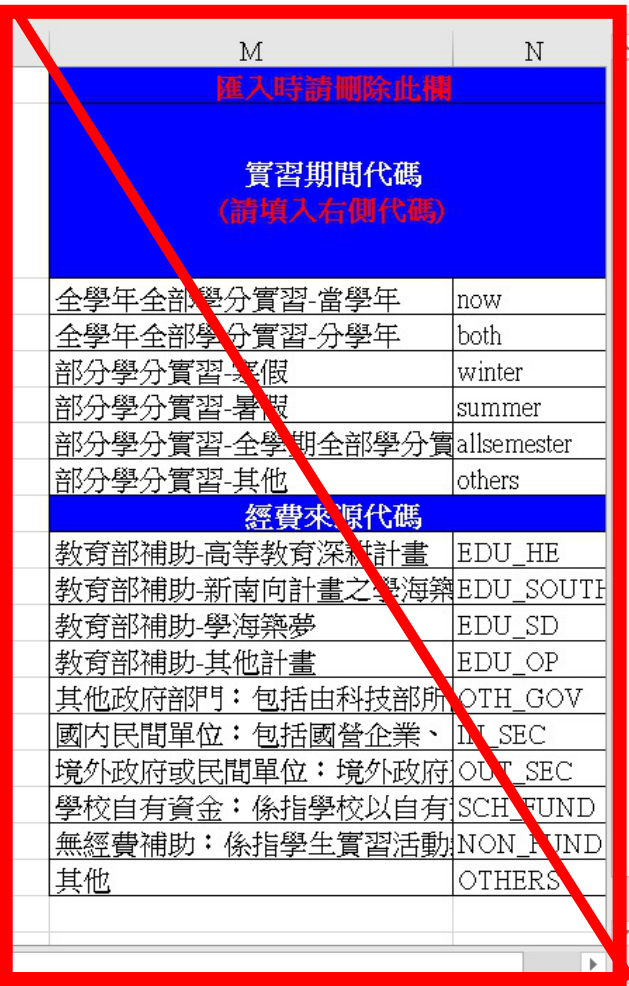 M N
匯入時請刪除此欄
實習期間代碼
(請填入右側代碼)
全學年全部學分實習-當學年 now
全學年全部學分實習-分學年 both
部分學分實習-寒假 winter
部分學分實習-暑假 summer
部分學分實習-全學期全部學分實 allsemester
部分學分實習-其他 others
經費來源代碼
教育部補助-高等教育深耕計畫 EDU_HE
教育部補助-新南向計畫之學海築 EDU_SOUTH
教育部補助-學海築夢 EDU_SD
教育部補助-其他計畫 EDU_OP
其他政府部門：包括由科技部所 OTH_GOV
國內民間單位：包括國營企業、 IN_SEC
境外政府或民間單位：境外政府 OUT_SEC
學校自有資金：係指學校以自有 SCH_FUND
無經費補助：係指學生實習活動 NON_FUND
其他 OTHERS